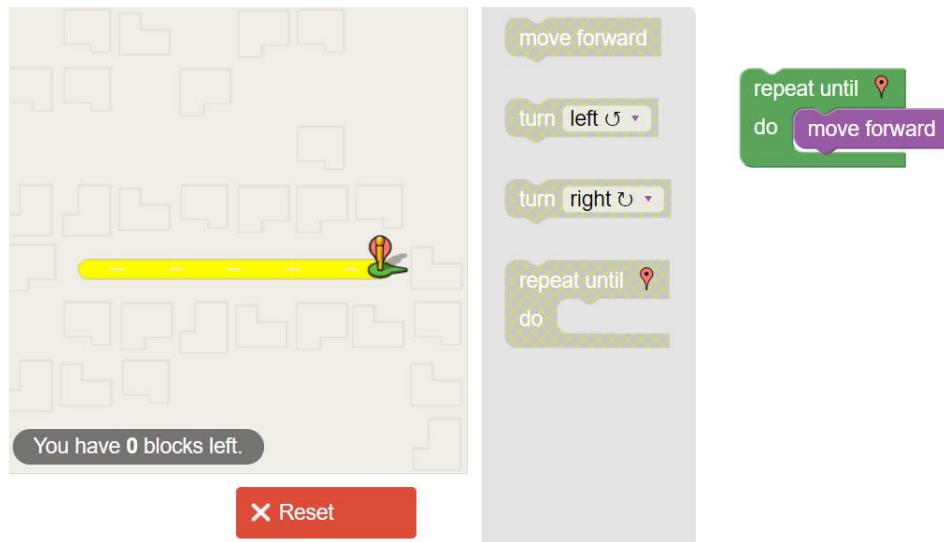 You have 0 blocks left.
Reset
move forward
turn left ↺
turn right ↻
repeat until
do
repeat until
do move forward